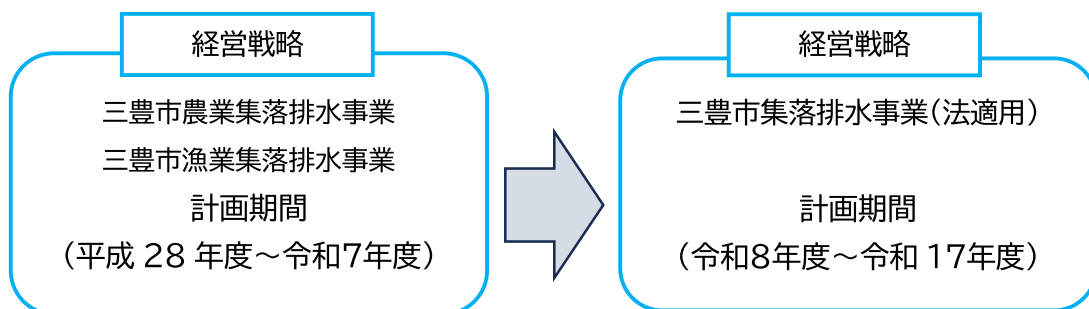 経営戦略
三豊市農業集落排水事業
三豊市漁業集落排水事業
計画期間
（平成 28 年度～令和7年度）
経営戦略
三豊市集落排水事業（法適用）
計画期間
（令和8年度～令和 17年度）